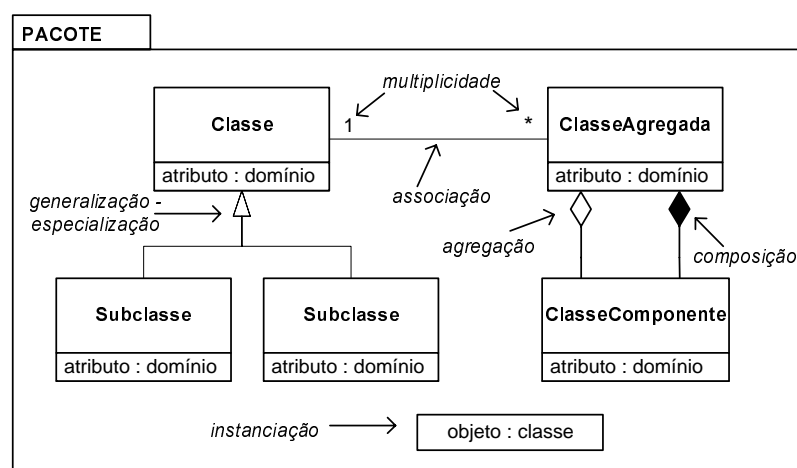 PACOTE
multiplicidade
Classe
1
*
ClasseAgregada
atributo : domínio
atributo : domínio
associação
generalização -
especialização
agregação
composição
Subclasse
Subclasse
ClasseComponente
atributo : domínio
atributo : domínio
atributo : domínio
instanciação
objeto : classe